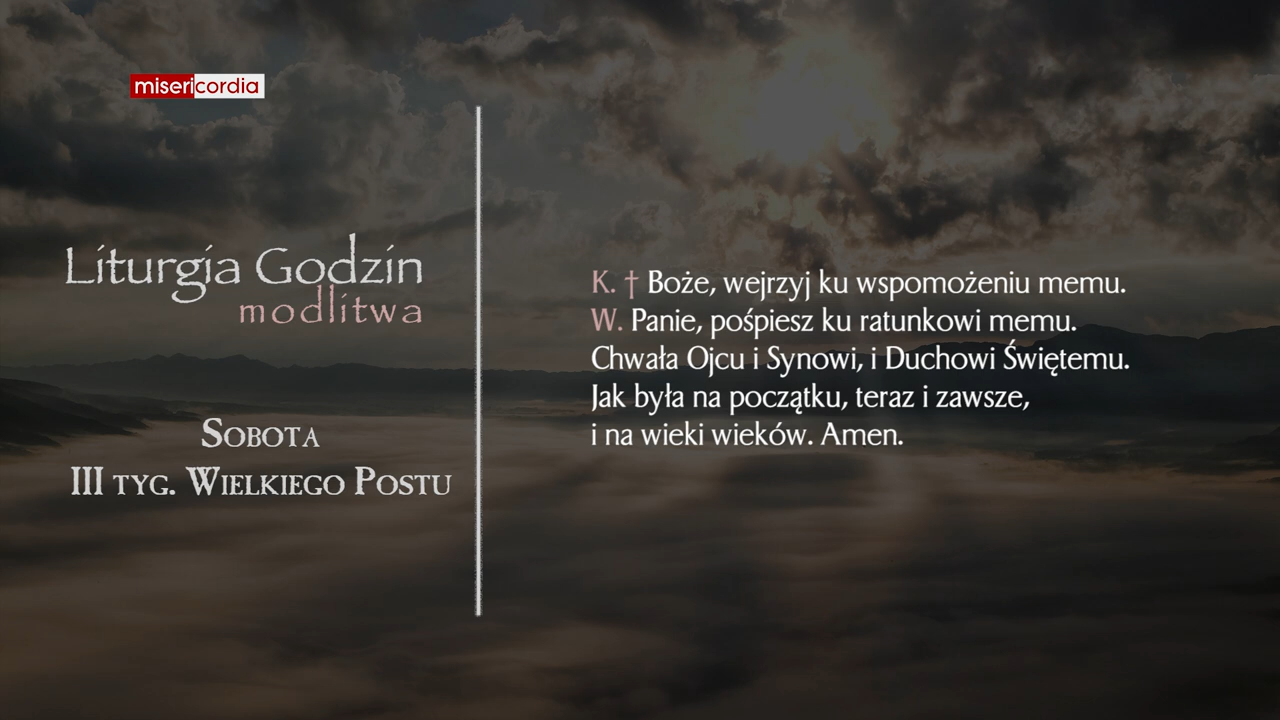 misericordia
Liturgia Godzin
modlitwa
Sobota
III tyg. Wielkiego Postu
K. † Boże, wejrzyj ku wspomożeniu memu.
W. Panie, pośpiesz ku ratunkowi memu.
Chwała Ojcu i Synowi, i Duchowi Świętemu.
Jak była na początku, teraz i zawsze,
i na wieki wieków. Amen.